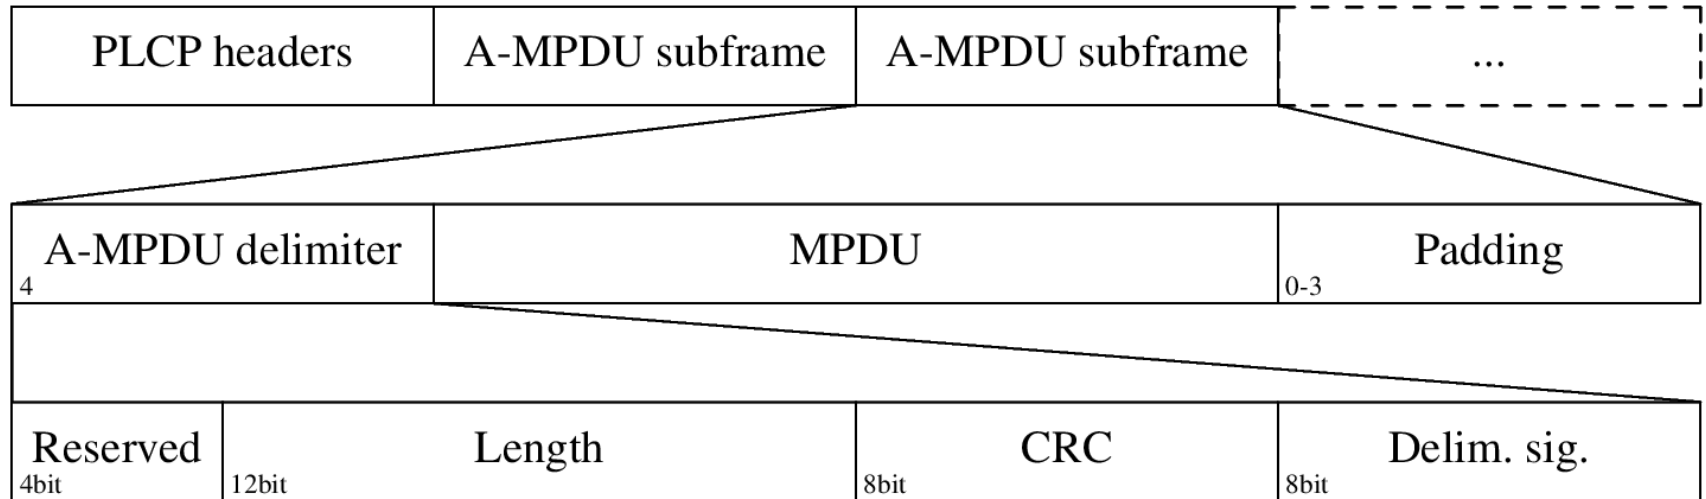 PLCP headers
A-MPDU subframe
A-MPDU subframe
...
A-MPDU delimiter
4
MPDU
Padding
0-3
Reserved
4bit
Length
12bit
CRC
8bit
Delim. sig.
8bit